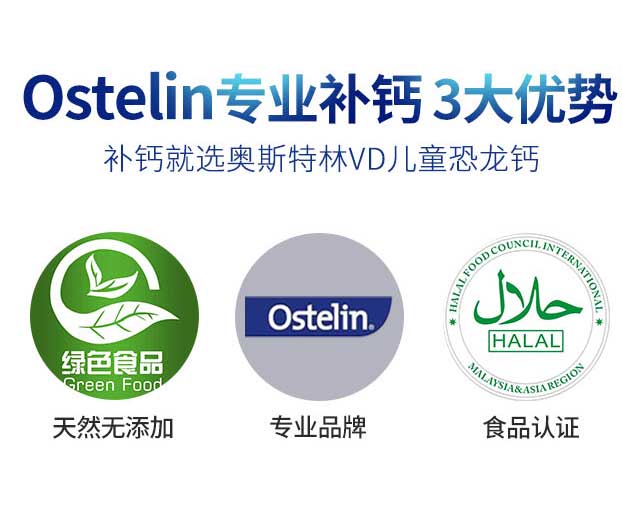 Ostelin专业补钙 3大优势
补钙就选奥斯特林VD儿童恐龙钙
绿色食品
Green Food
Ostelin
HALAL FOOD COUNCIL INTERNATIONAL
حلال
HALAL
MALAYSIA & ASIA REGION
天然无添加
专业品牌
食品认证